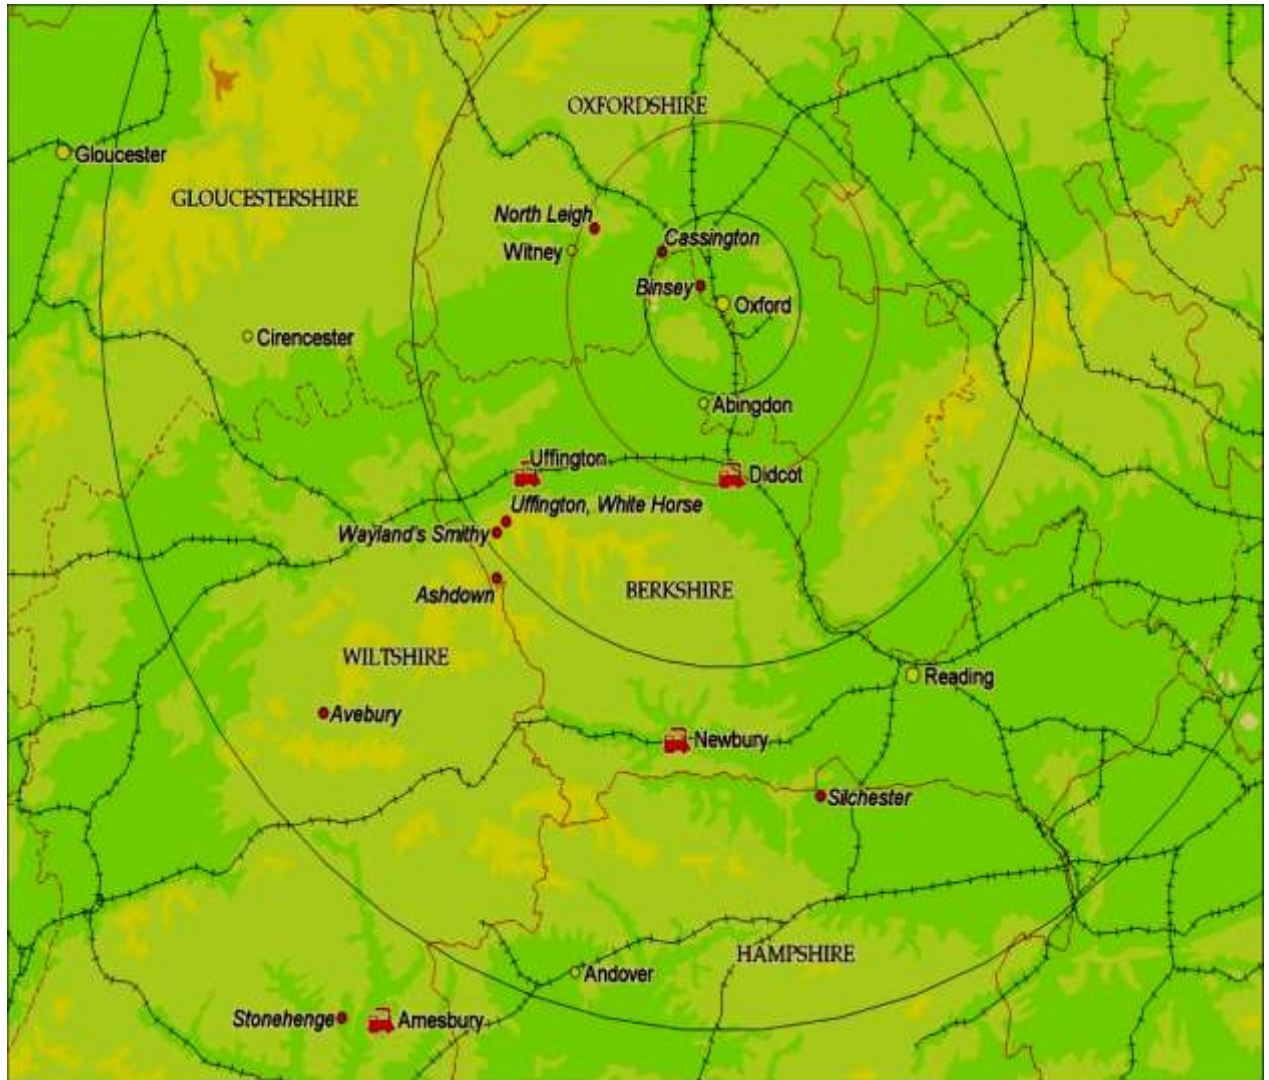 OXFORDSHIRE
Gloucester
GLOUCESTERSHIRE
North Leigh
Cassington
Witney
Binsey
Oxford
Cirencester
Abingdon
Uffington
Didcot
Uffington, White Horse
Wayland's Smithy
Ashdown
BERKSHIRE
WILTSHIRE
Reading
Avebury
Newbury
Silchester
HAMPSHIRE
Andover
Stonehenge
Amesbury